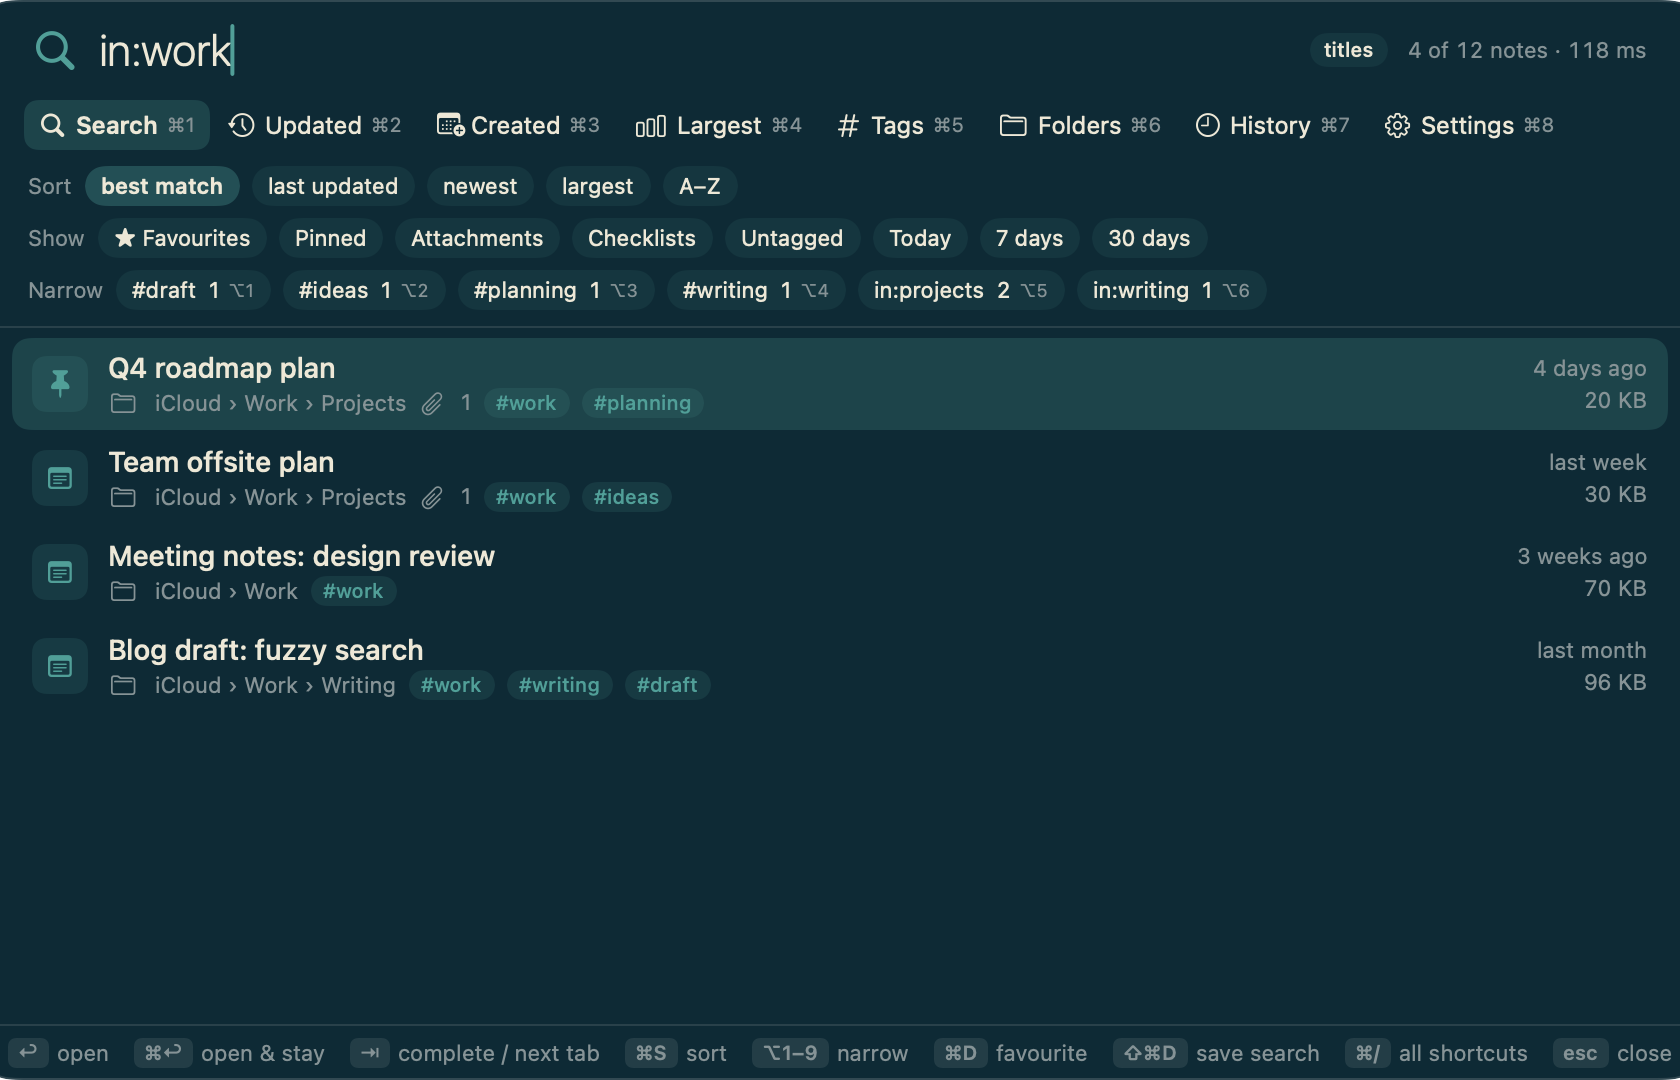 in:work titles 4 of 12 notes · 118 ms
Search ⌘1 Updated ⌘2 Created ⌘3 Largest ⌘4 # Tags ⌘5 Folders ⌘6 History ⌘7 Settings ⌘8
Sort best match last updated newest largest A–Z
Show ★ Favourites Pinned Attachments Checklists Untagged Today 7 days 30 days
Narrow #draft 1 ⌥1 #ideas 1 ⌥2 #planning 1 ⌥3 #writing 1 ⌥4 in:projects 2 ⌥5 in:writing 1 ⌥6
Q4 roadmap plan 4 days ago
iCloud › Work › Projects 1 #work #planning 20 KB
Team offsite plan last week
iCloud › Work › Projects 1 #work #ideas 30 KB
Meeting notes: design review 3 weeks ago
iCloud › Work #work 70 KB
Blog draft: fuzzy search last month
iCloud › Work › Writing #work #writing #draft 96 KB
↩ open ⌘↩ open & stay ⇥ complete / next tab ⌘S sort ⌥1–9 narrow ⌘D favourite ⇧⌘D save search ⌘/ all shortcuts esc close